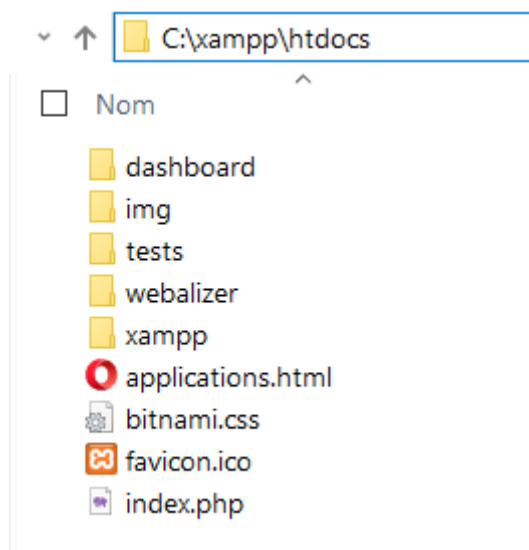 C:\xampp\htdocs
Nom
dashboard
img
tests
webalizer
xampp
applications.html
bitnami.css
favicon.ico
index.php